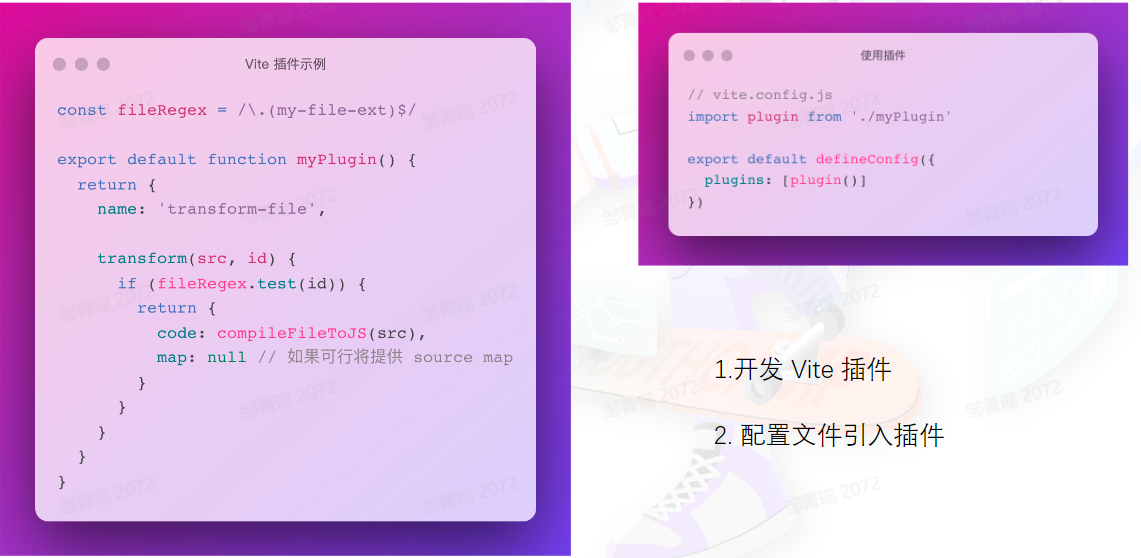 Vite 插件示例
const fileRegex = /\.(my-file-ext)$/
export default function myPlugin() {
  return {
    name: 'transform-file',
    transform(src, id) {
      if (fileRegex.test(id)) {
        return {
          code: compileFileToJS(src),
          map: null // 如果可行将提供 source map
        }
      }
    }
  }
}
使用插件
// vite.config.js
import plugin from './myPlugin'
export default defineConfig({
  plugins: [plugin()]
})
1.开发 Vite 插件
2. 配置文件引入插件
邹青瑶 2072